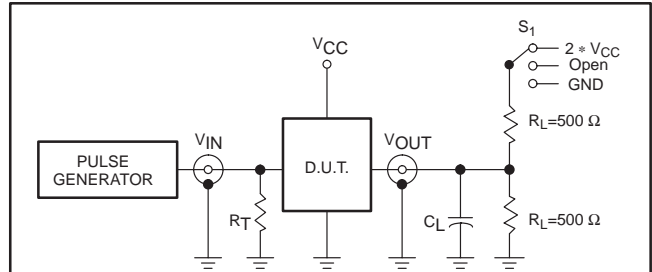 S1
2 * VCC
Open
GND
VCC
RL=500 Ω
VIN
VOUT
PULSE
GENERATOR
D.U.T.
RT
CL
RL=500 Ω